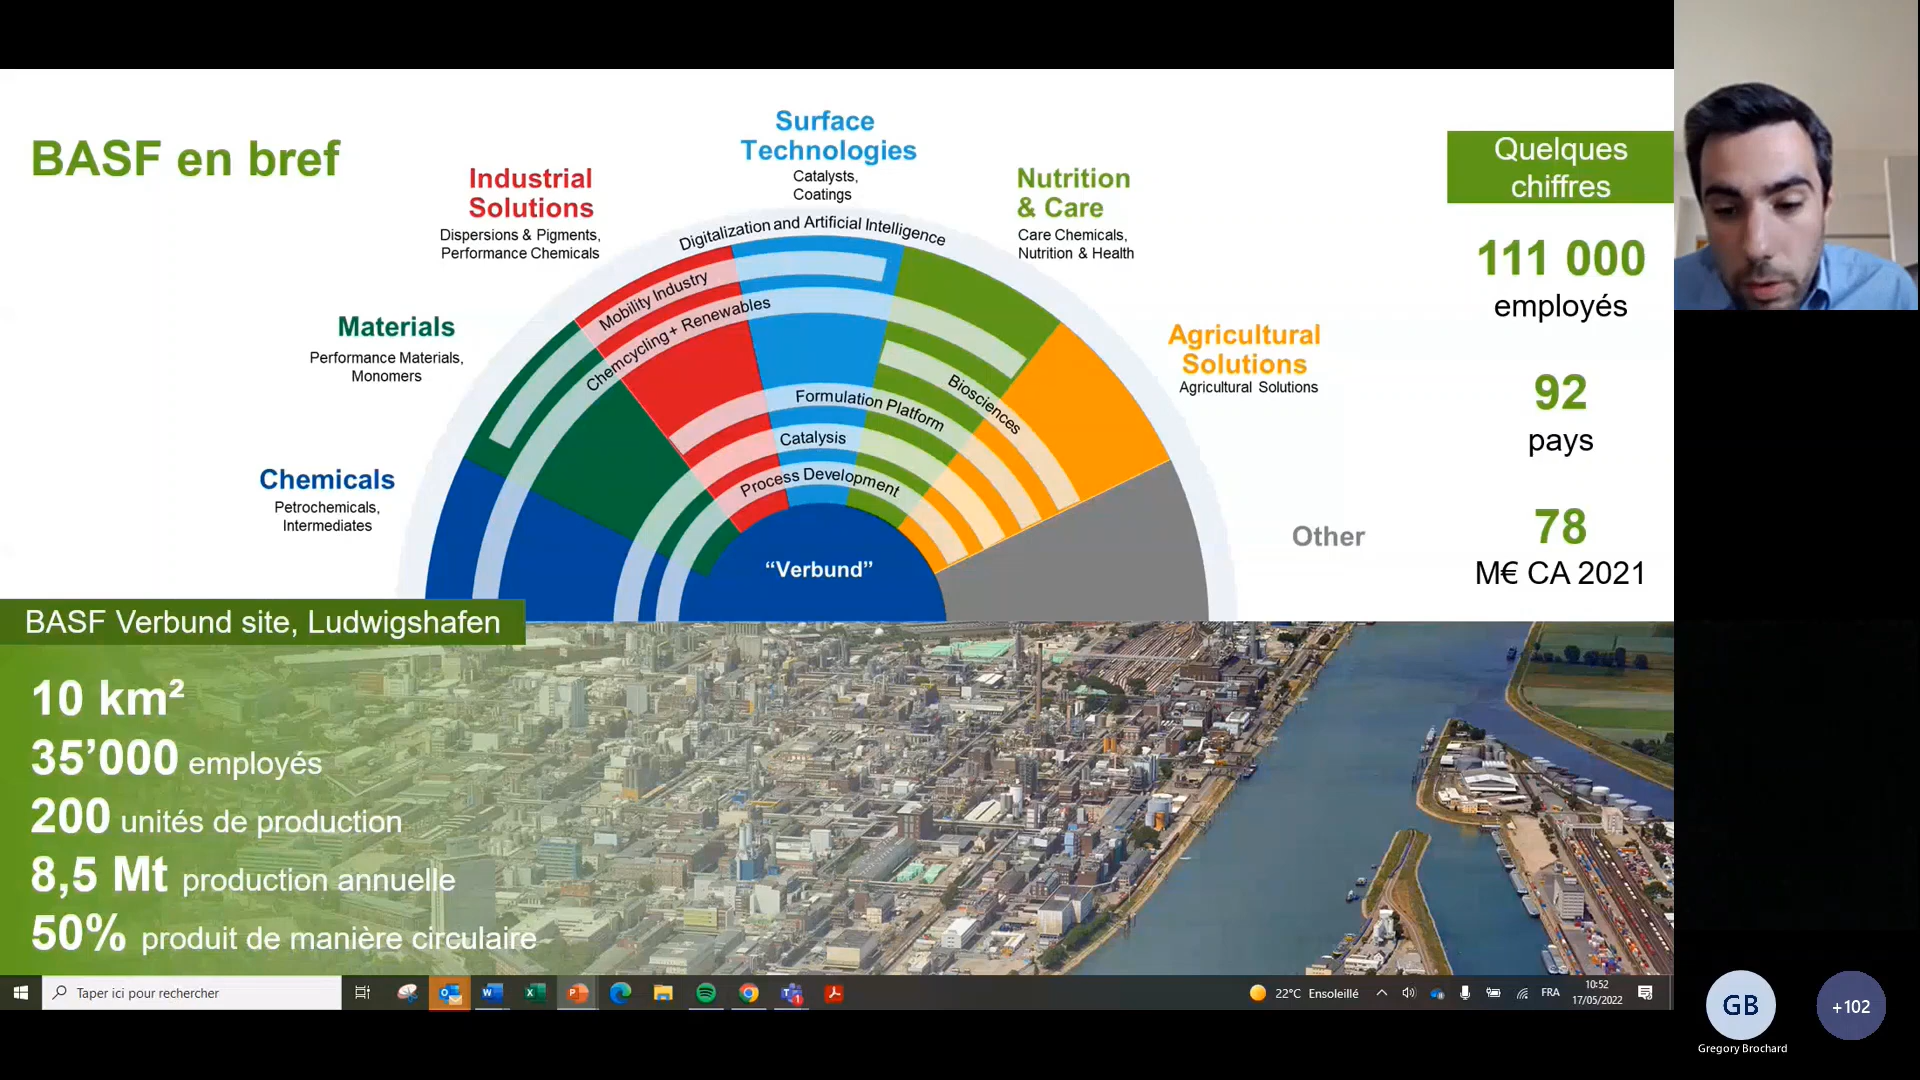 BASF en bref
Surface
Technologies
Catalysts,
Coatings
Industrial
Solutions
Dispersions & Pigments,
Performance Chemicals
Nutrition
& Care
Care Chemicals,
Nutrition & Health
Materials
Performance Materials,
Monomers
Agricultural
Solutions
Agricultural Solutions
Chemicals
Petrochemicals,
Intermediates
Other
Digitalization and Artificial Intelligence
Mobility Industry
Chemcycling + Renewables
Biosciences
Formulation Platform
Catalysis
Process Development
“Verbund”
Quelques
chiffres
111 000
employés
92
pays
78
M€ CA 2021
BASF Verbund site, Ludwigshafen
10 km²
35’000 employés
200 unités de production
8,5 Mt production annuelle
50% produit de manière circulaire
Taper ici pour rechercher
22°C Ensoleillé
FRA
10:52
17/05/2022
GB
Gregory Brochard
+102